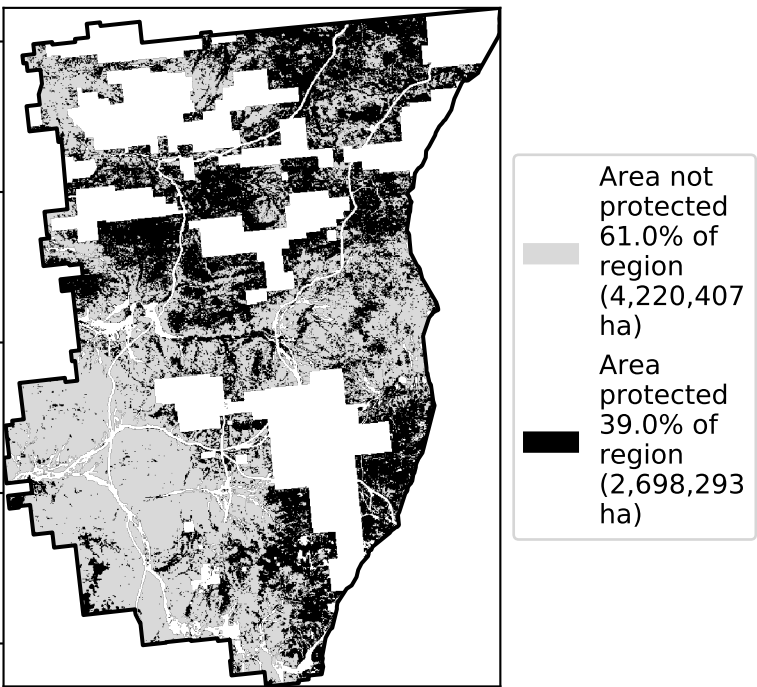 Area not
protected
61.0% of
region
(4,220,407
ha)
Area
protected
39.0% of
region
(2,698,293
ha)